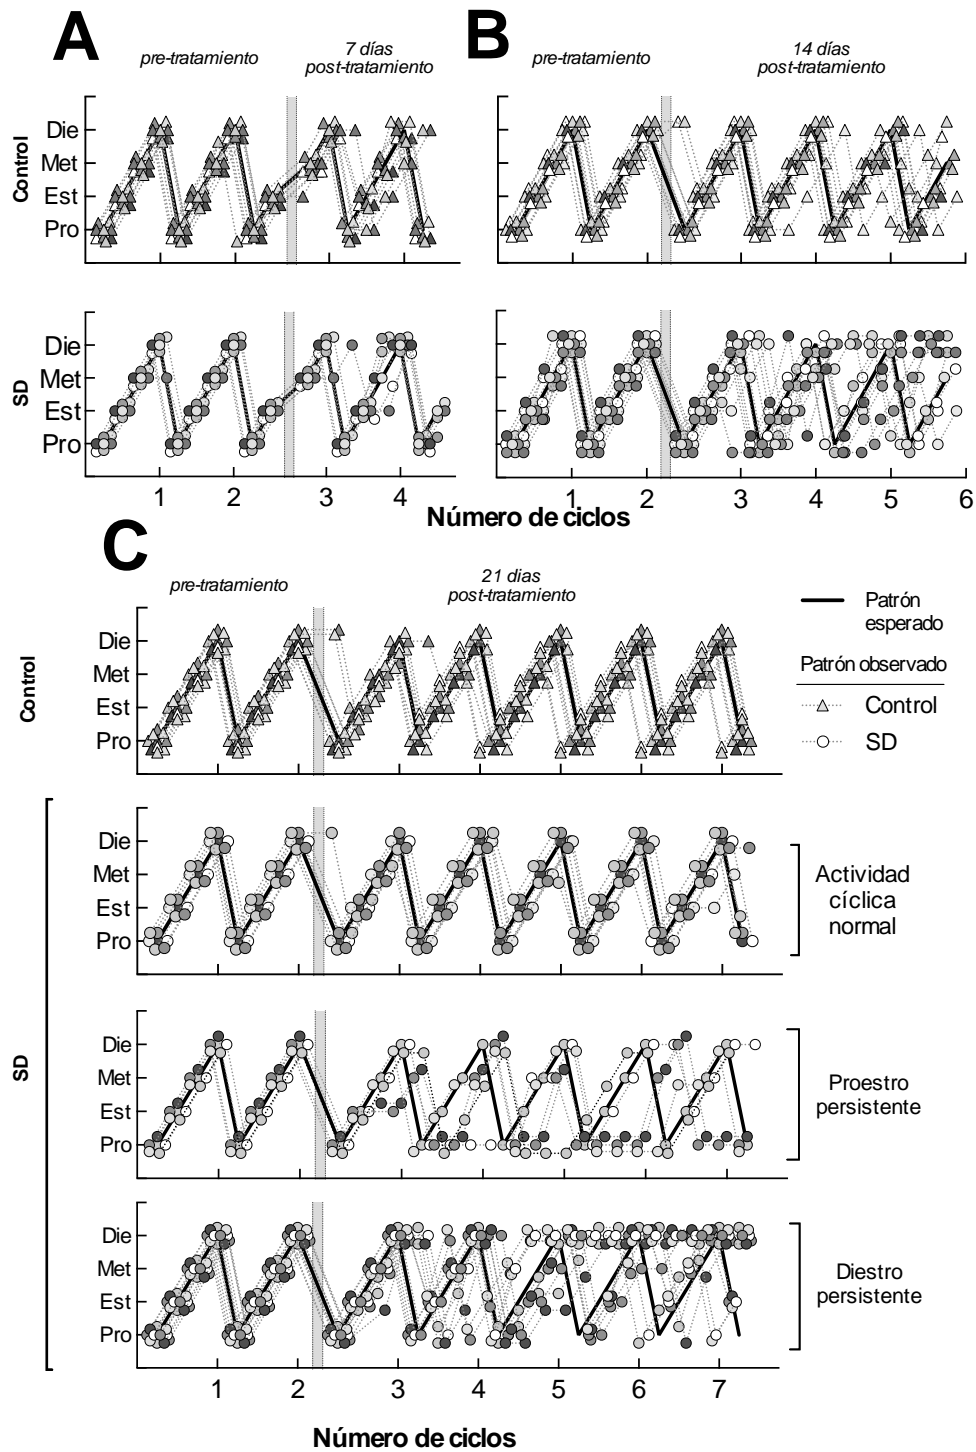 A
pre-tratamiento
7 días
post-tratamiento
Control
Die
Met
Est
Pro
SD
Die
Met
Est
Pro
1
2
3
4
B
pre-tratamiento
14 días
post-tratamiento
1
2
3
4
5
6
Número de ciclos
C
pre-tratamiento
21 dias
post-tratamiento
Patrón
esperado
Patrón observado
Control
SD
Control
Die
Met
Est
Pro
SD
Die
Met
Est
Pro
Actividad
cíclica
normal
Die
Met
Est
Pro
Proestro
persistente
Die
Met
Est
Pro
Diestro
persistente
1
2
3
4
5
6
7
Número de ciclos